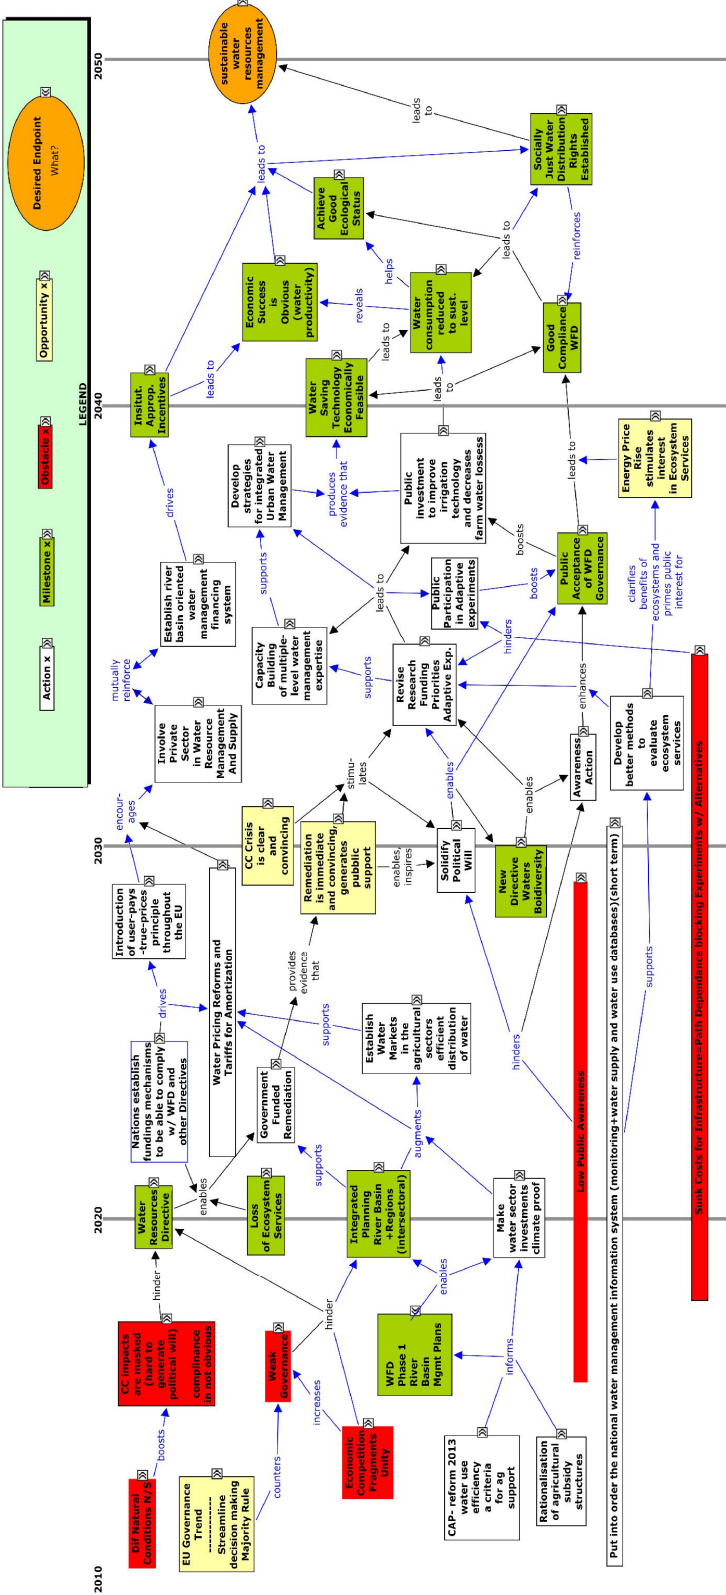 Action x
Milestone x
Obstacle x
Opportunity x
Desired Endpoint
What?
LEGEND
2010
2020
2030
2040
2050
Dif Natural
Conditions N/S
boosts
CC impacts
are masked
(hard to
generate
political will)
complinance
in not obvious
hinder
Water
Resources
Directive
enables
Nations establish
fundings mechanisms
to be able to comply
w/ WFD and
other Directives
drives
Introduction
of user-pays
-true-prices
principle
throughout
the EU
encour-
ages
Involve
Private
Sector
in Water
Resource
Management
And Supply
mutually
reinforce
Establish river
basin oriented
water
management
financing
system
drives
Institut.
Approp.
Incentives
leads to
leads to
sustainable
water
resources
management
Water Pricing Reforms and
Tariffs for Amortization
EU Governance
Trend
------------
Streamline
decision making
Majority Rule
counters
Weak
Governance
hinder
increases
Economic
Competition
Fragments
Unity
Loss
of Ecosystem
Services
Government
Funded
Remediation
provides
evidence
that
supports
Integrated
Planning
River Basin
+Regions
(intersectoral)
augments
supports
Establish
Water
Markets
in the
agricultural
sectors
efficient
distribution
of water
CC Crisis
is clear
and
convincing
Remediation
is immediate
and convincing,
generates
public
support
stimu-
lates
enables,
inspires
Solidify
Political
Will
enables
Capacity
Building
of multiple-
level water
management
expertise
supports
supports
Develop
strategies
for integrated
Urban Water
Management
produces
evidence that
Water
Saving
Technology
Economically
Feasible
leads to
Economic
Success
is
Obvious
(water
productivity)
reveals
Achieve
Good
Ecological
Status
helps
Water
consumption
reduced
to sust.
level
leads
to
leads to
leads
to
Socially
Just Water
Distribution
Rights
Established
reinforces
Good
Compliance
WFD
leads to
Revise
Research
Funding
Priorities
Adaptive Exp.
leads to
Public
Participation
in Adaptive
experiments
boosts
hinders
Public
investment
to improve
irrigation
technology
and decreases
farm water lossess
boosts
Public
Acceptance
of WFD
Governance
enhances
Energy Price
Rise
stimulates
interest
in Ecosystem
Services
clarifies
benefits of
ecosystems and
primes public
interest for
WFD
Phase 1
River
Basin
Mgmt Plans
enables
Make
water sector
investments
climate proof
informs
CAP- reform 2013
water use
efficiency
a criteria
for ag
support
Rationalisation
of agricultural
subsidy
structures
hinders
New
Directive
Waters
Boidiversity
enables
Awareness
Action
Develop
better methods
to
evaluate
ecosystem
services
supports
Low Public Awareness
Put into order the national water management information system (monitoring+water supply and water use databases)(short term)
Sunk Costs for Infrastructure=Path Dependance blocking Experiments w/ Alternatives